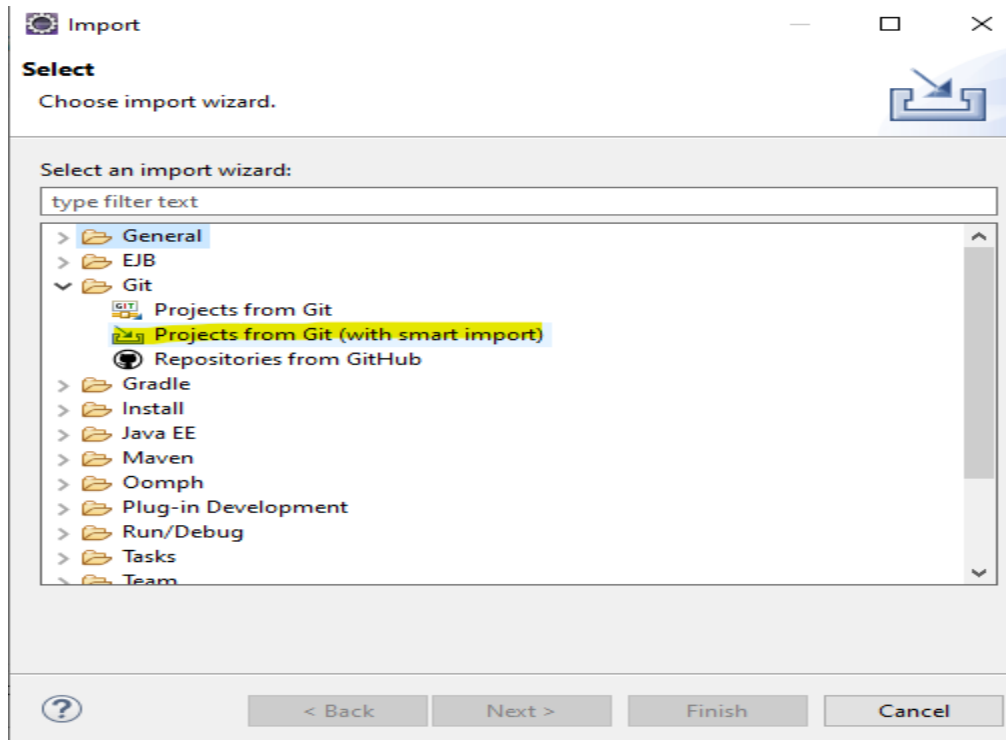 Import
Select
Choose import wizard.
Select an import wizard:
type filter text
General
EJB
Git
GIT
Projects from Git
Projects from Git (with smart import)
Repositories from GitHub
Gradle
Install
Java EE
Maven
Oomph
Plug-in Development
Run/Debug
Tasks
Team
?
< Back
Next >
Finish
Cancel